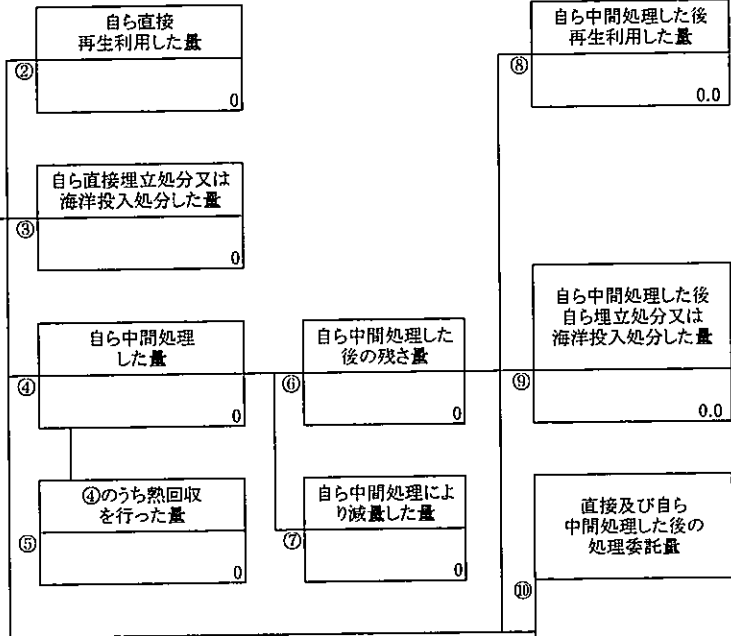 自ら直接
再生利用した量
②
0
自ら直接埋立処分又は
海洋投入処分した量
③
0
自ら中間処理
した量
④
0
④のうち熱回収
を行った量
⑤
0
自ら中間処理した
後の残さ量
⑥
0
自ら中間処理によ
り減量した量
⑦
0
自ら中間処理した後
再生利用した量
⑧
0.0
自ら中間処理した後
自ら埋立処分又は
海洋投入処分した量
⑨
0.0
直接及び自ら
中間処理した後の
処理委託量
⑩